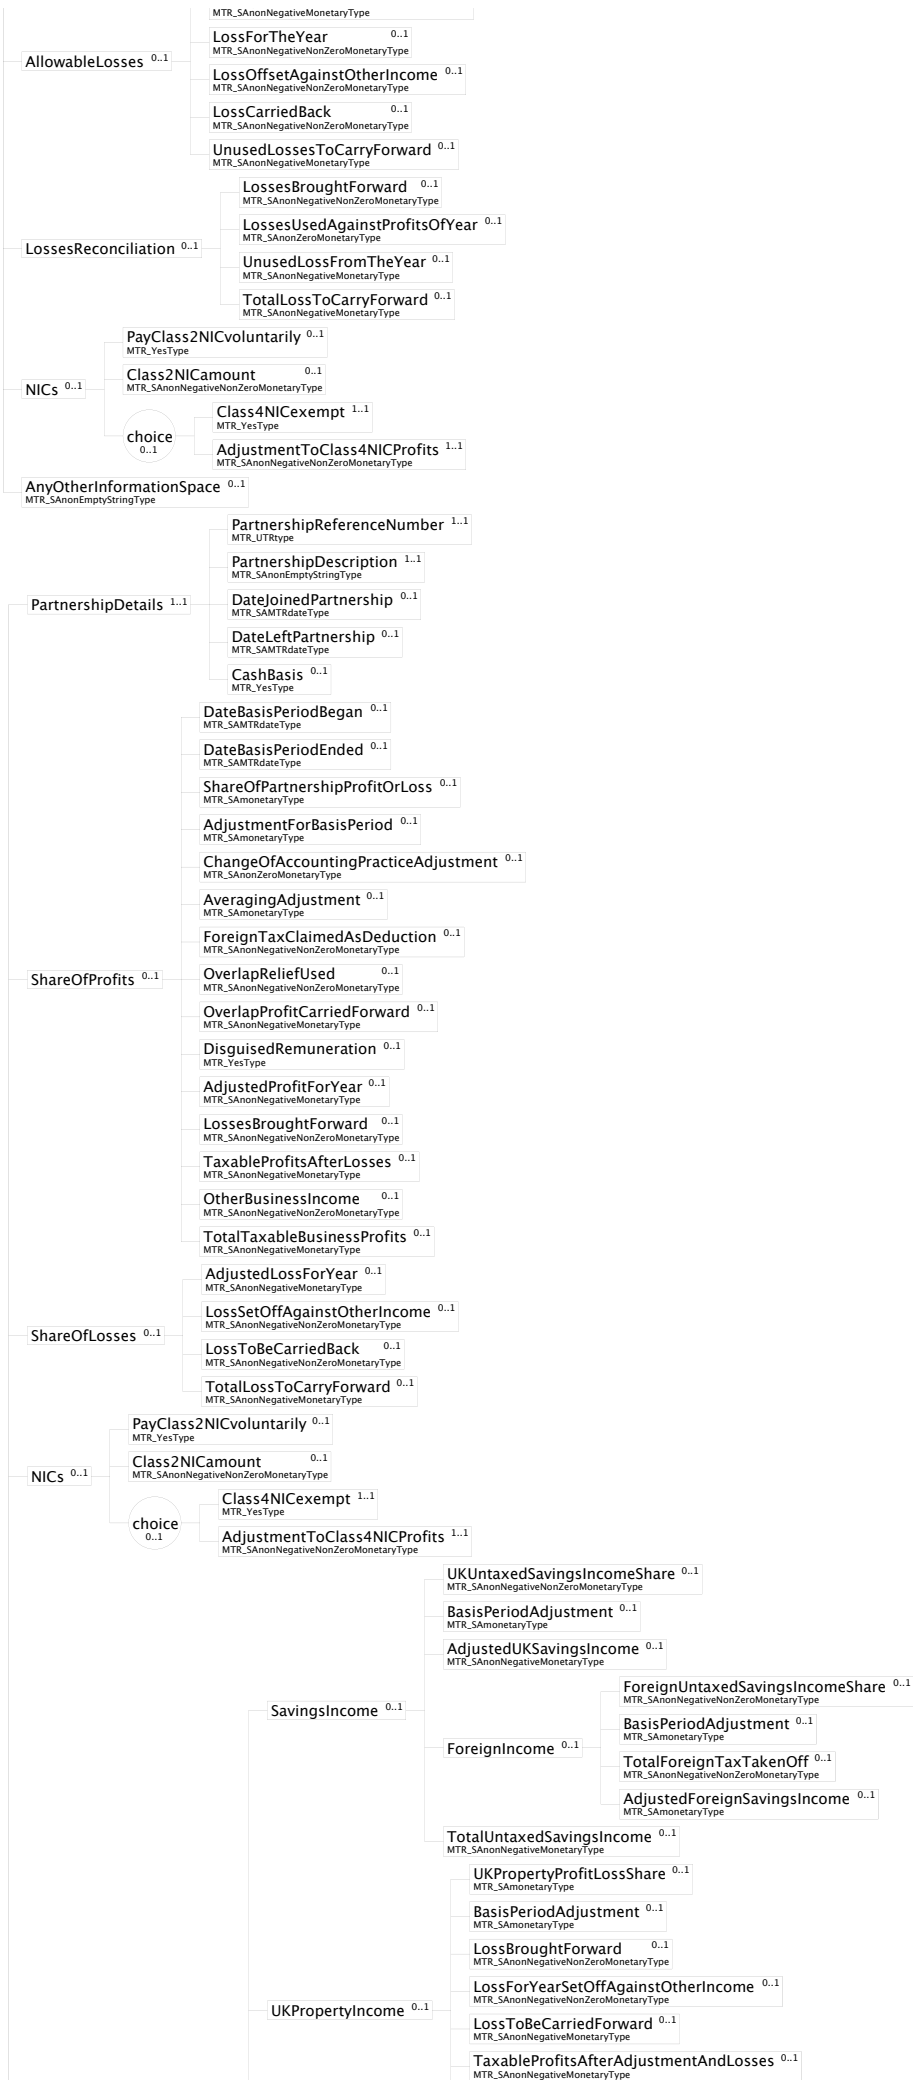 MTR_SAnonNegativeMonetaryType
LossForTheYear 0..1
MTR_SAnonNegativeNonZeroMonetaryType
AllowableLosses 0..1
LossOffsetAgainstOtherIncome 0..1
MTR_SAnonNegativeNonZeroMonetaryType
LossCarriedBack 0..1
MTR_SAnonNegativeNonZeroMonetaryType
UnusedLossesToCarryForward 0..1
MTR_SAnonNegativeMonetaryType
LossesBroughtForward 0..1
MTR_SAnonNegativeNonZeroMonetaryType
LossesUsedAgainstProfitsOfYear 0..1
MTR_SAnonZeroMonetaryType
LossesReconciliation 0..1
UnusedLossFromTheYear 0..1
MTR_SAnonNegativeMonetaryType
TotalLossToCarryForward 0..1
MTR_SAnonNegativeMonetaryType
PayClass2NICvoluntarily 0..1
MTR_YesType
Class2NICamount 0..1
MTR_SAnonNegativeNonZeroMonetaryType
NICs 0..1
Class4NICexempt 1..1
MTR_YesType
choice
0..1
AdjustmentToClass4NICProfits 1..1
MTR_SAnonNegativeNonZeroMonetaryType
AnyOtherInformationSpace 0..1
MTR_SAnonEmptyStringType
PartnershipReferenceNumber 1..1
MTR_UTRtype
PartnershipDescription 1..1
MTR_SAnonEmptyStringType
PartnershipDetails 1..1
DateJoinedPartnership 0..1
MTR_SAMTRdateType
DateLeftPartnership 0..1
MTR_SAMTRdateType
CashBasis 0..1
MTR_YesType
DateBasisPeriodBegan 0..1
MTR_SAMTRdateType
DateBasisPeriodEnded 0..1
MTR_SAMTRdateType
ShareOfPartnershipProfitOrLoss 0..1
MTR_SAmonetaryType
AdjustmentForBasisPeriod 0..1
MTR_SAmonetaryType
ChangeOfAccountingPracticeAdjustment 0..1
MTR_SAnonZeroMonetaryType
AveragingAdjustment 0..1
MTR_SAmonetaryType
ForeignTaxClaimedAsDeduction 0..1
MTR_SAnonNegativeNonZeroMonetaryType
ShareOfProfits 0..1
OverlapReliefUsed 0..1
MTR_SAnonNegativeNonZeroMonetaryType
OverlapProfitCarriedForward 0..1
MTR_SAnonNegativeMonetaryType
DisguisedRemuneration 0..1
MTR_YesType
AdjustedProfitForYear 0..1
MTR_SAnonNegativeMonetaryType
LossesBroughtForward 0..1
MTR_SAnonNegativeNonZeroMonetaryType
TaxableProfitsAfterLosses 0..1
MTR_SAnonNegativeMonetaryType
OtherBusinessIncome 0..1
MTR_SAnonNegativeNonZeroMonetaryType
TotalTaxableBusinessProfits 0..1
MTR_SAnonNegativeMonetaryType
AdjustedLossForYear 0..1
MTR_SAnonNegativeMonetaryType
LossSetOffAgainstOtherIncome 0..1
MTR_SAnonNegativeNonZeroMonetaryType
ShareOfLosses 0..1
LossToBeCarriedBack 0..1
MTR_SAnonNegativeNonZeroMonetaryType
TotalLossToCarryForward 0..1
MTR_SAnonNegativeMonetaryType
PayClass2NICvoluntarily 0..1
MTR_YesType
Class2NICamount 0..1
MTR_SAnonNegativeNonZeroMonetaryType
NICs 0..1
Class4NICexempt 1..1
MTR_YesType
choice
0..1
AdjustmentToClass4NICProfits 1..1
MTR_SAnonNegativeNonZeroMonetaryType
UKUntaxedSavingsIncomeShare 0..1
MTR_SAnonNegativeNonZeroMonetaryType
BasisPeriodAdjustment 0..1
MTR_SAmonetaryType
AdjustedUKSavingsIncome 0..1
MTR_SAnonNegativeMonetaryType
ForeignUntaxedSavingsIncomeShare 0..1
MTR_SAnonNegativeNonZeroMonetaryType
SavingsIncome 0..1
BasisPeriodAdjustment 0..1
MTR_SAmonetaryType
ForeignIncome 0..1
TotalForeignTaxTakenOff 0..1
MTR_SAnonNegativeNonZeroMonetaryType
AdjustedForeignSavingsIncome 0..1
MTR_SAmonetaryType
TotalUntaxedSavingsIncome 0..1
MTR_SAnonNegativeMonetaryType
UKPropertyProfitLossShare 0..1
MTR_SAmonetaryType
BasisPeriodAdjustment 0..1
MTR_SAmonetaryType
LossBroughtForward 0..1
MTR_SAnonNegativeNonZeroMonetaryType
LossForYearSetOffAgainstOtherIncome 0..1
MTR_SAnonNegativeNonZeroMonetaryType
UKPropertyIncome 0..1
LossToBeCarriedForward 0..1
MTR_SAnonNegativeMonetaryType
TaxableProfitsAfterAdjustmentAndLosses 0..1
MTR_SAnonNegativeMonetaryType